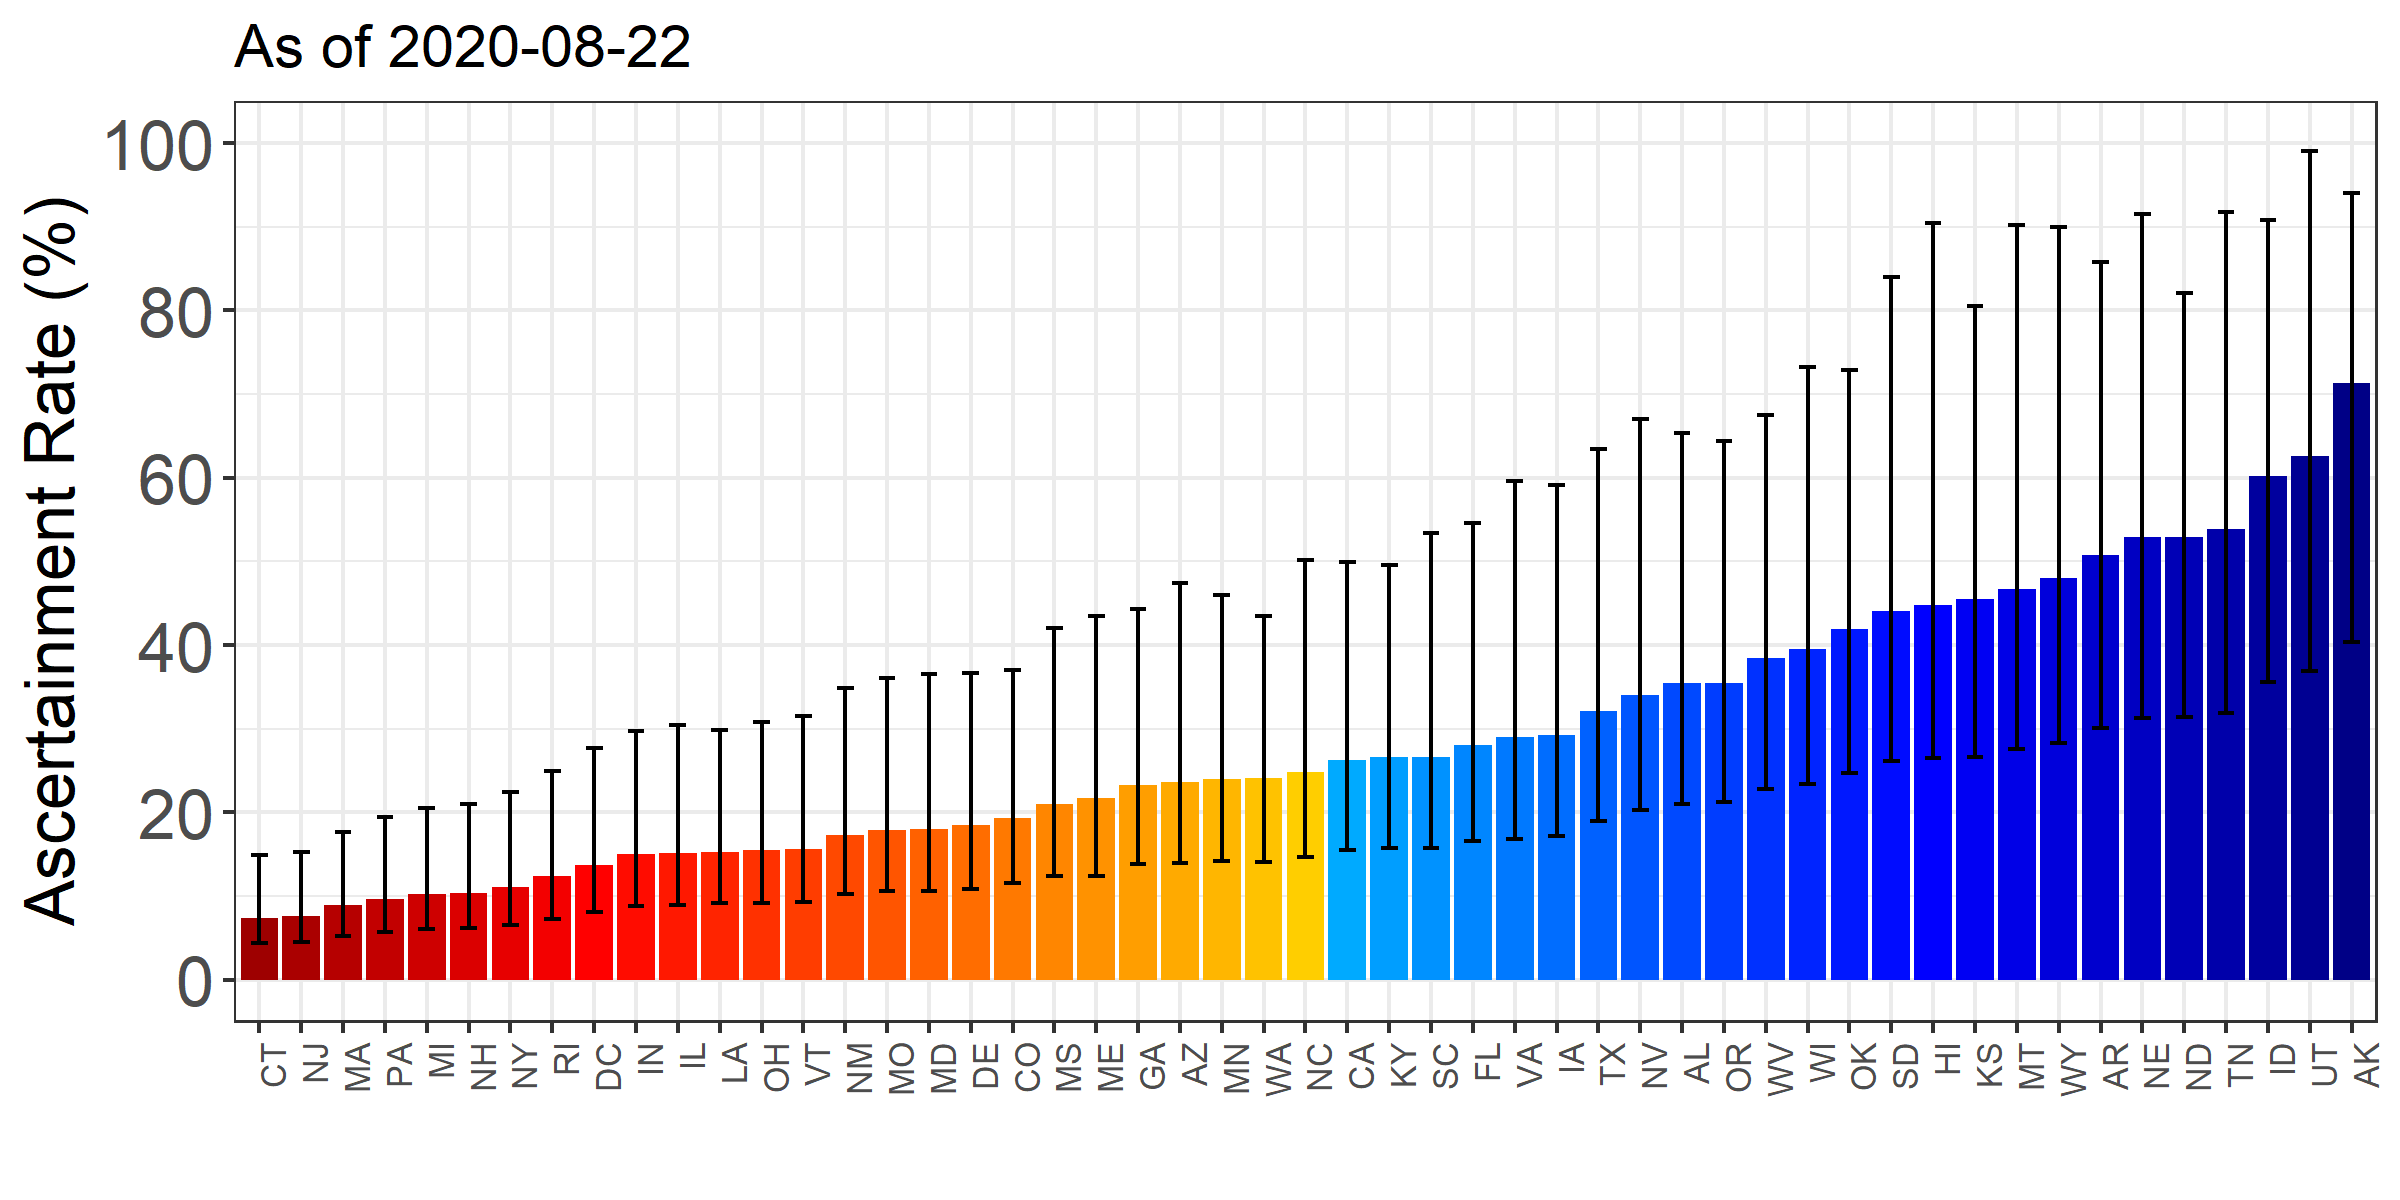 As of 2020-08-22
Ascertainment Rate (%)
100
80
60
40
20
0
CT NJ MA PA MI NH NY RI DC IN IL LA OH VT NM MO MD DE CO MS ME GA AZ MN WA NC CA KY SC FL VA IA TX NV AL OR WV WI OK SD HI KS MT WY AR NE ND TN ID UT AK